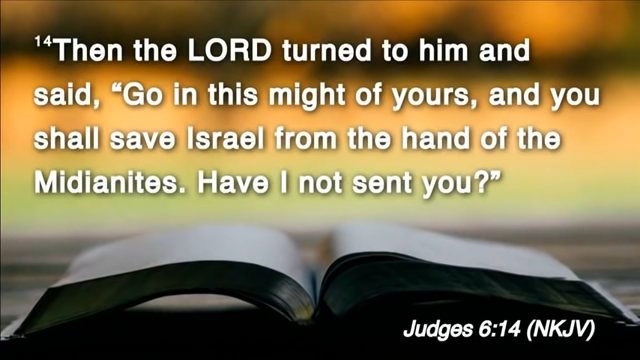 ¹⁴Then the LORD turned to him and
said, “Go in this might of yours, and you
shall save Israel from the hand of the
Midianites. Have I not sent you?”
Judges 6:14 (NKJV)